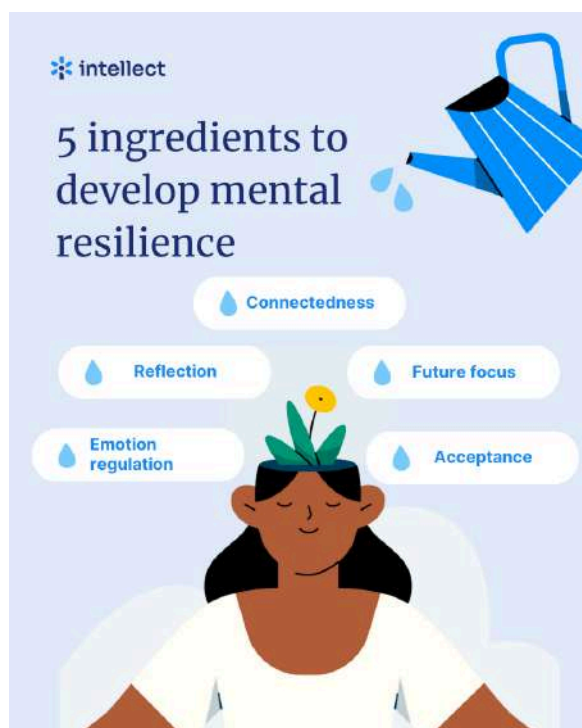 intellect
5 ingredients to
develop mental
resilience
Connectedness
Reflection
Future focus
Emotion
regulation
Acceptance